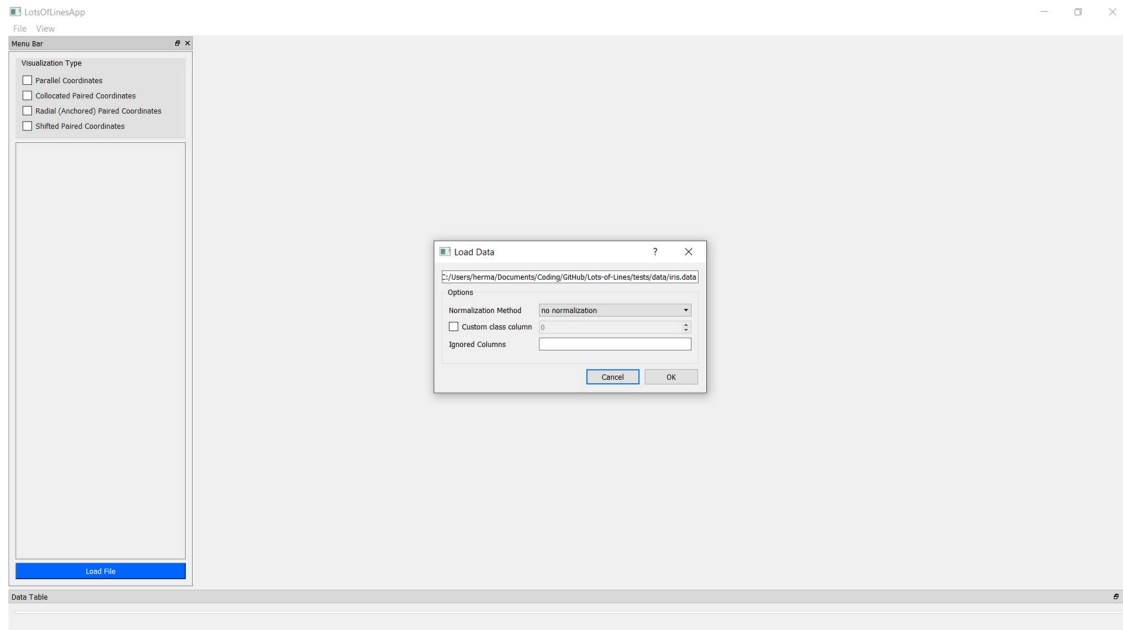 LotsOfLinesApp
File View
Menu Bar
Visualization Type
Parallel Coordinates
Collocated Paired Coordinates
Radial (Anchored) Paired Coordinates
Shifted Paired Coordinates
Load Data
C:/Users/herma/Documents/Coding/GitHub/Lots-of-Lines/tests/data/iris.data
Options
Normalization Method no normalization
Custom class column 0
Ignored Columns
Cancel OK
Load File
Data Table